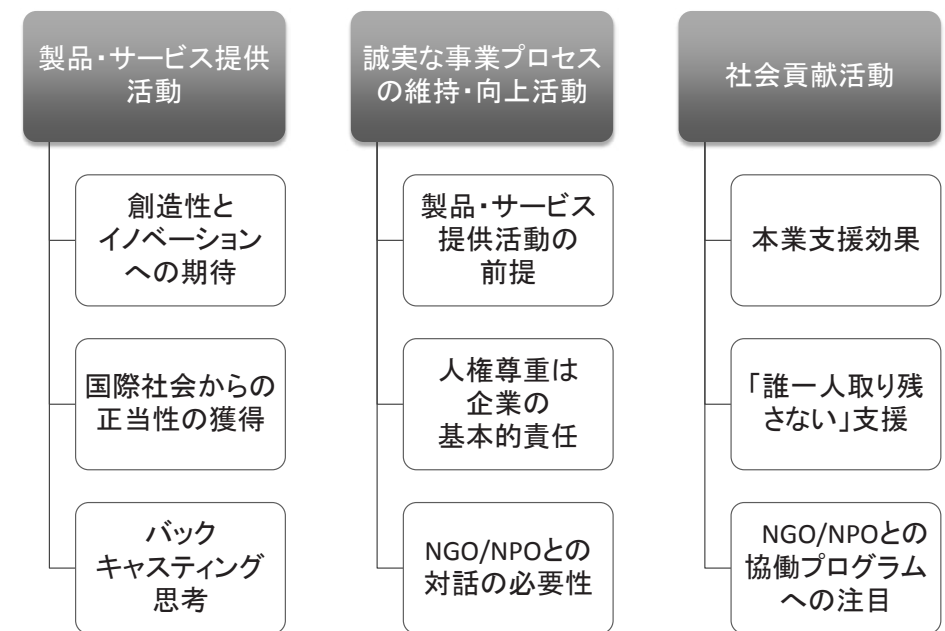 製品・サービス提供
活動
創造性と
イノベーション
への期待
国際社会からの
正当性の獲得
バック
キャスティング
思考
誠実な事業プロセス
の維持・向上活動
製品・サービス
提供活動の
前提
人権尊重は
企業の
基本的責任
NGO/NPOとの
対話の必要性
社会貢献活動
本業支援効果
「誰一人取り残
さない」支援
NGO/NPOとの
協働プログラム
への注目